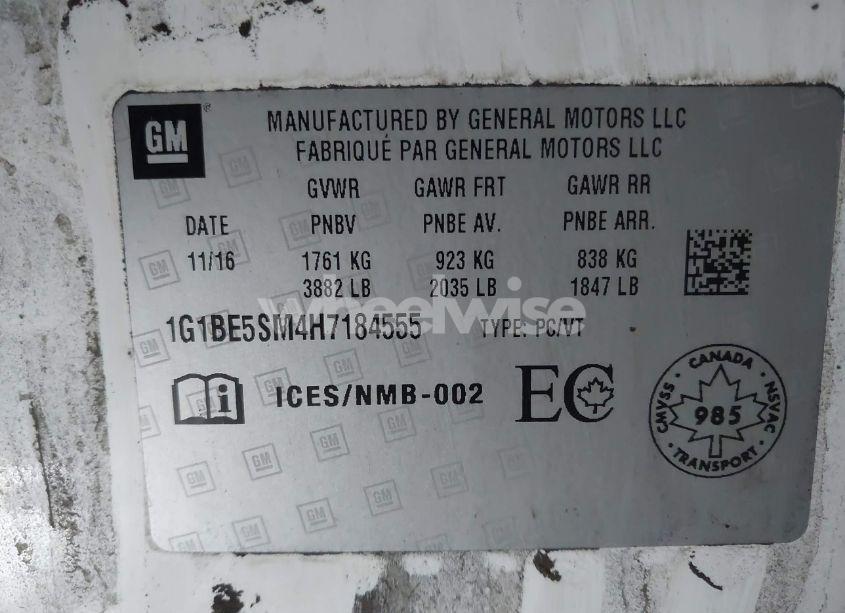 GM
MANUFACTURED BY GENERAL MOTORS LLC
FABRIQUÉ PAR GENERAL MOTORS LLC
GVWR GAWR FRT GAWR RR
DATE PNBV PNBE AV. PNBE ARR.
11/16 1761 KG 923 KG 838 KG
3882 LB 2035 LB 1847 LB
wheelwise
1G1BE5SM4H7184555 TYPE: PC/VT
i ICES/NMB-002 EC
CANADA
CMVSS 985 NSVAC
TRANSPORT